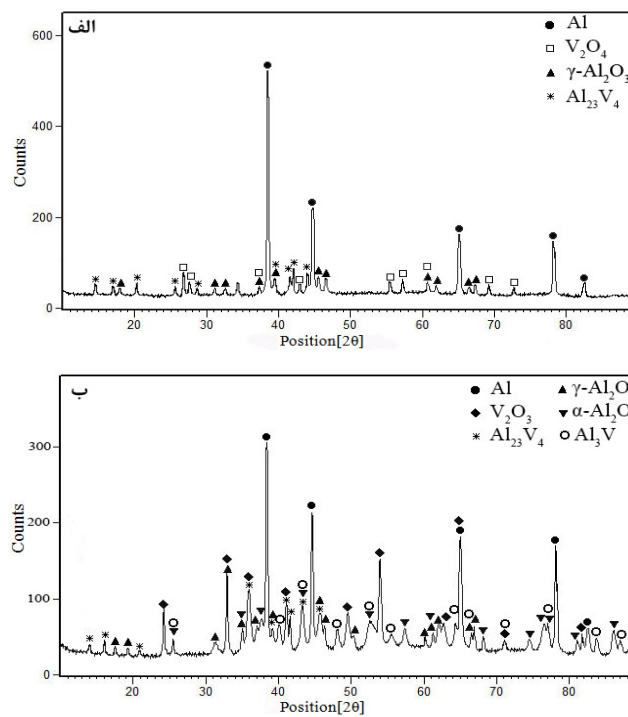 الف
600
400
200
0
Counts
● Al
□ V₂O₄
▲ γ-Al₂O₃
* Al₂₃V₄
10 20 30 40 50 60 70 80
Position[2θ]
ب
300
200
100
0
Counts
● Al ▲ γ-Al₂O
◆ V₂O₃ ▼ α-Al₂O
* Al₂₃V₄ ○ Al₃V
20 30 40 50 60 70 80
Position[2θ]